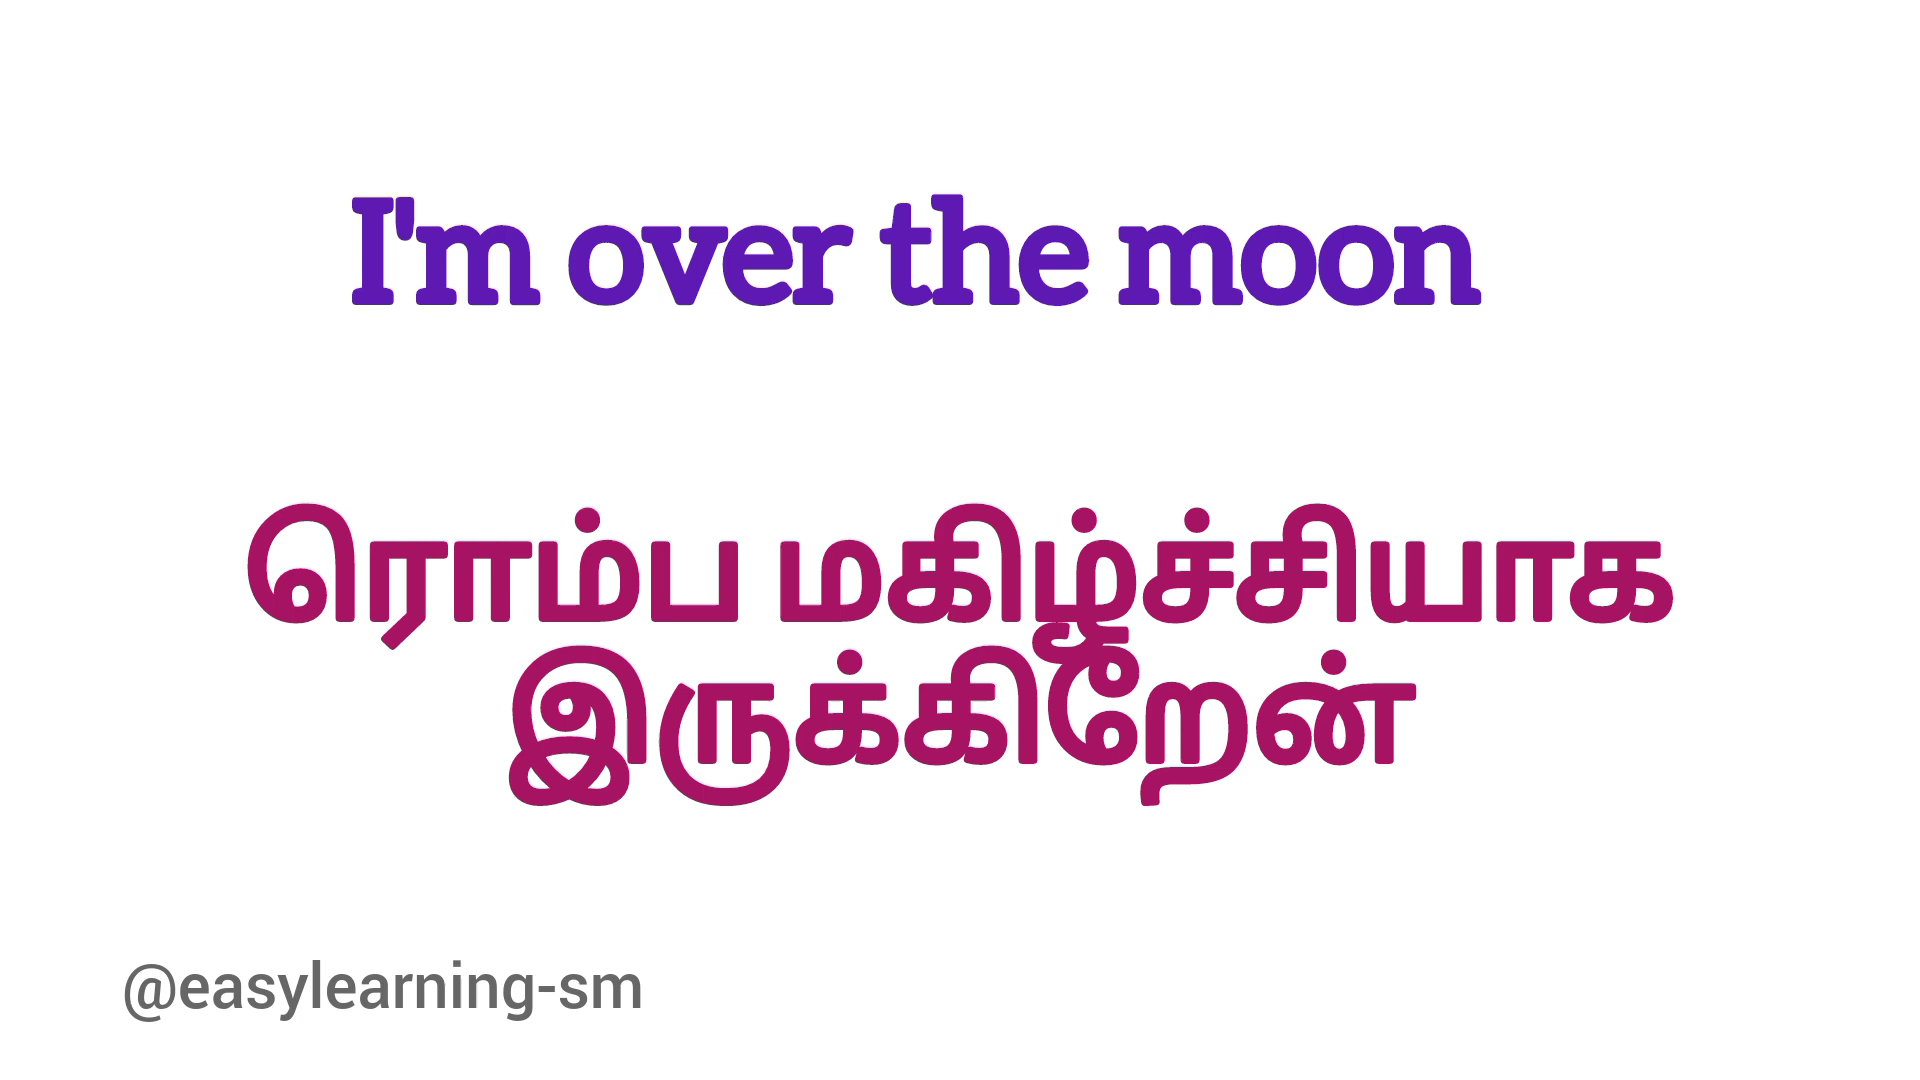 I'm over the moon
ரொம்ப மகிழ்ச்சியாக
இருக்கிறேன்
@easylearning-sm